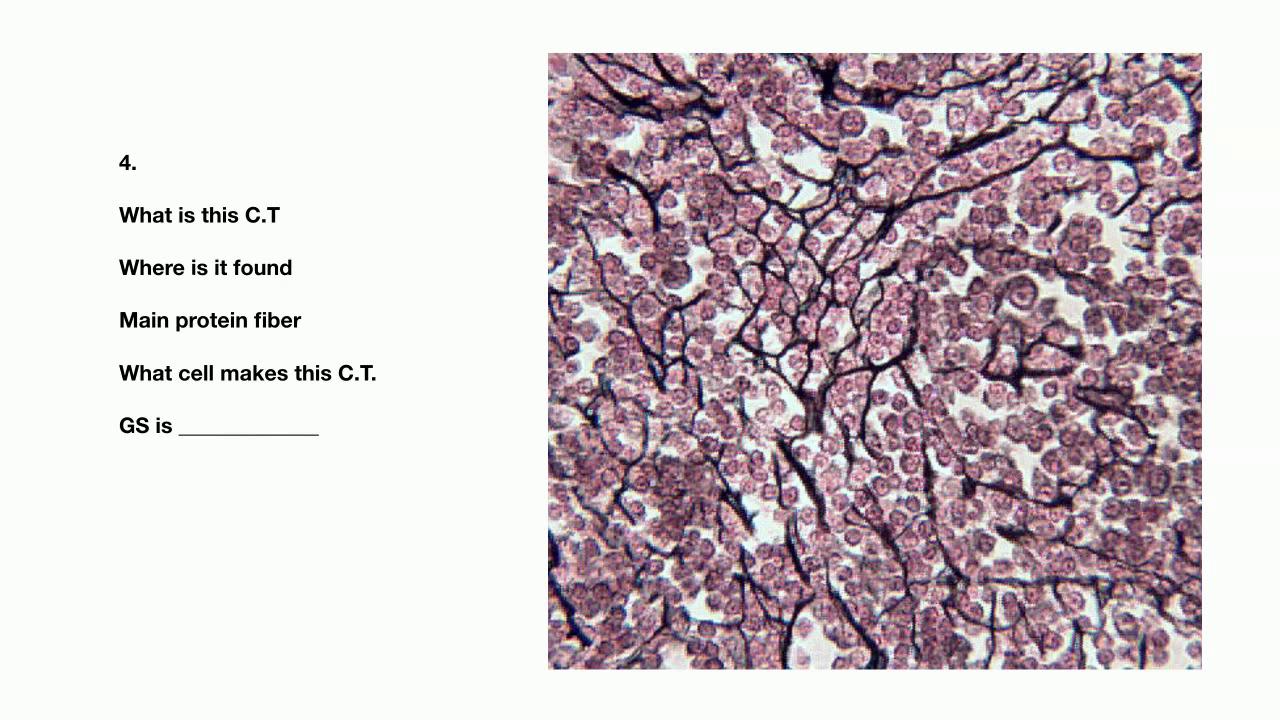 4.
What is this C.T
Where is it found
Main protein fiber
What cell makes this C.T.
GS is ____________